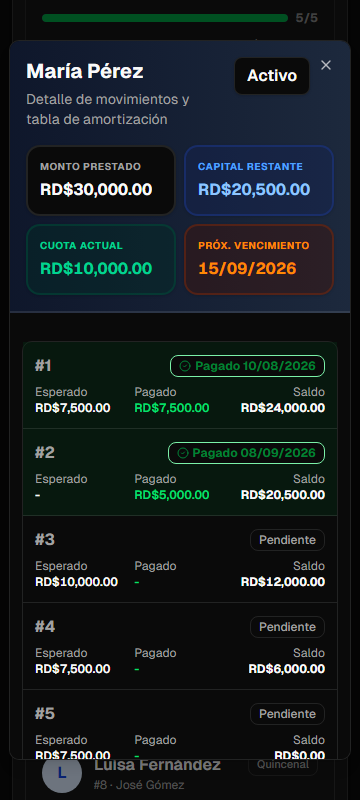 5/5
María Pérez
Activo
Detalle de movimientos y
tabla de amortización
MONTO PRESTADO
RD$30,000.00
CAPITAL RESTANTE
RD$20,500.00
CUOTA ACTUAL
RD$10,000.00
PRÓX. VENCIMIENTO
15/09/2026
#1
Pagado 10/08/2026
Esperado
Pagado
Saldo
RD$7,500.00
RD$7,500.00
RD$24,000.00
#2
Pagado 08/09/2026
Esperado
Pagado
Saldo
-
RD$5,000.00
RD$20,500.00
#3
Pendiente
Esperado
Pagado
Saldo
RD$10,000.00
-
RD$12,000.00
#4
Pendiente
Esperado
Pagado
Saldo
RD$7,500.00
-
RD$6,000.00
#5
Pendiente
Esperado
Pagado
Saldo
RD$7,500.00
-
RD$0.00
L
Luisa Fernández
Quincenal
#8 · José Gómez